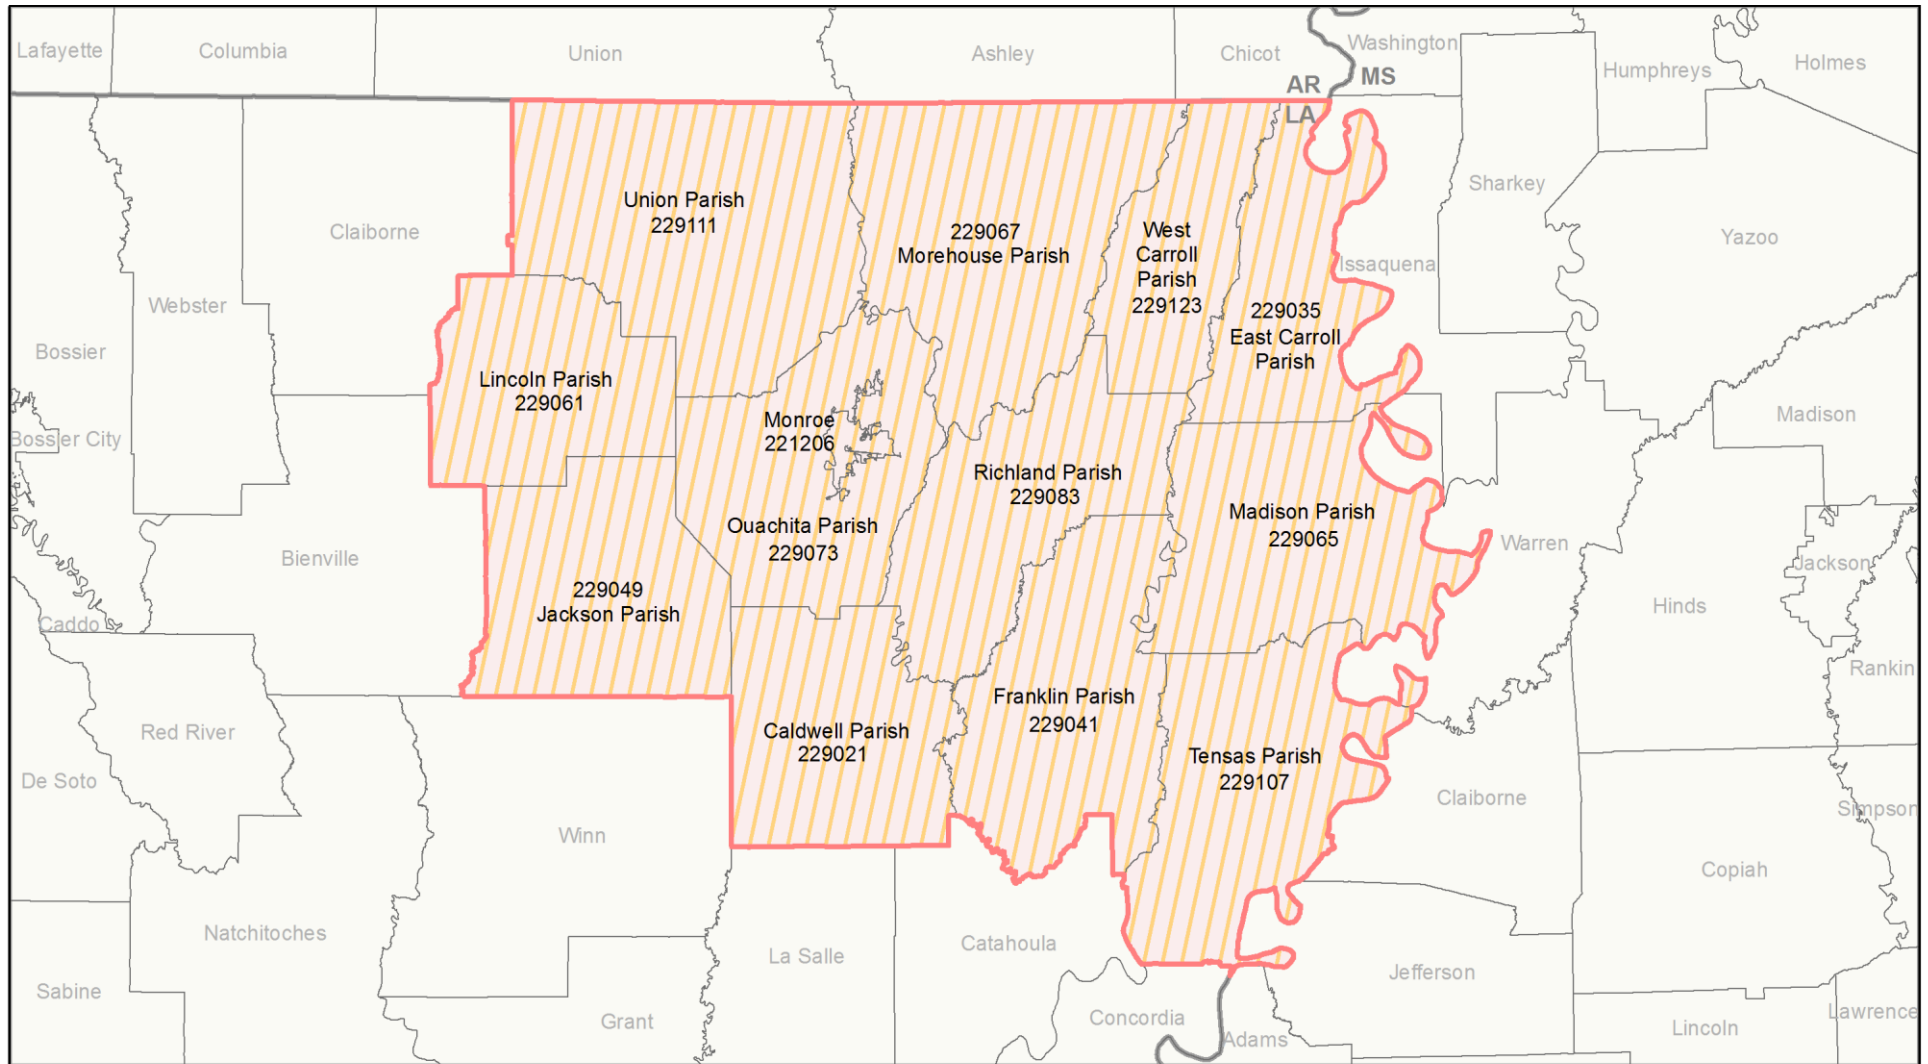 Lafayette
Columbia
Union
Ashley
Chicot
Washington
AR
MS
LA
Humphreys
Holmes
Claiborne
Union Parish
229111
229067
Morehouse Parish
West
Carroll
Parish
229123
229035
East Carroll
Parish
Issaquena
Sharkey
Yazoo
Webster
Bossier
Bossier City
Lincoln Parish
229061
Monroe
221206
Richland Parish
229083
Madison Parish
229065
Madison
Ouachita Parish
229073
Warren
Jackson
Hinds
Bienville
229049
Jackson Parish
Caddo
Rankin
Red River
De Soto
Caldwell Parish
229021
Franklin Parish
229041
Tensas Parish
229107
Claiborne
Simpson
Winn
Copiah
Natchitoches
La Salle
Catahoula
Jefferson
Sabine
Grant
Concordia
Adams
Lincoln
Lawrence